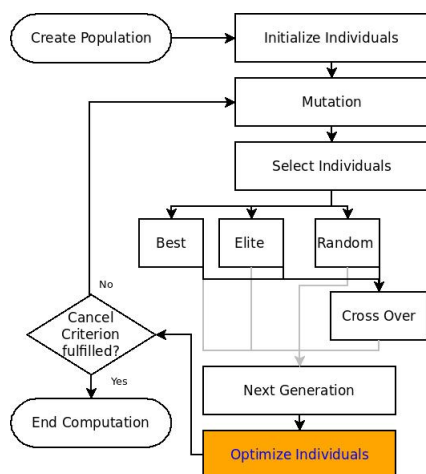 Create Population
Initialize Individuals
Mutation
Select Individuals
Best
Elite
Random
No
Cross Over
Cancel
Criterion
fulfilled?
Yes
Next Generation
End Computation
Optimize Individuals